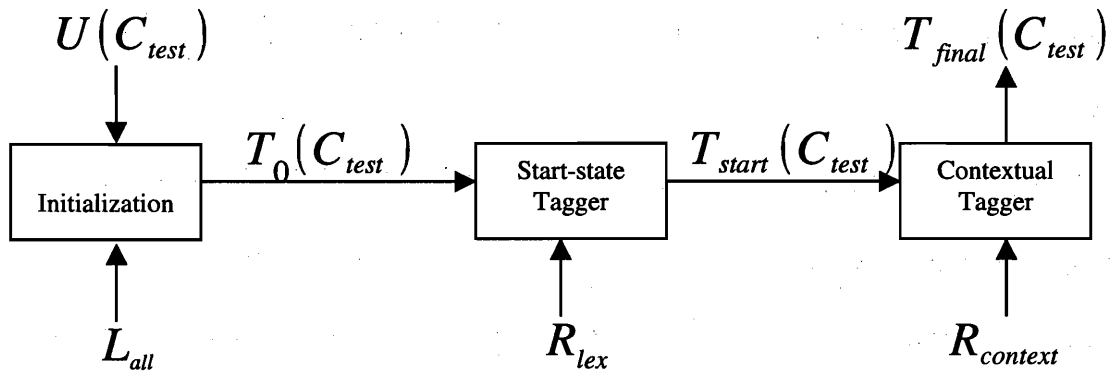 U(C_test)
T_final(C_test)
T_0(C_test)
T_start(C_test)
Initialization
Start-state
Tagger
Contextual
Tagger
L_all
R_lex
R_context